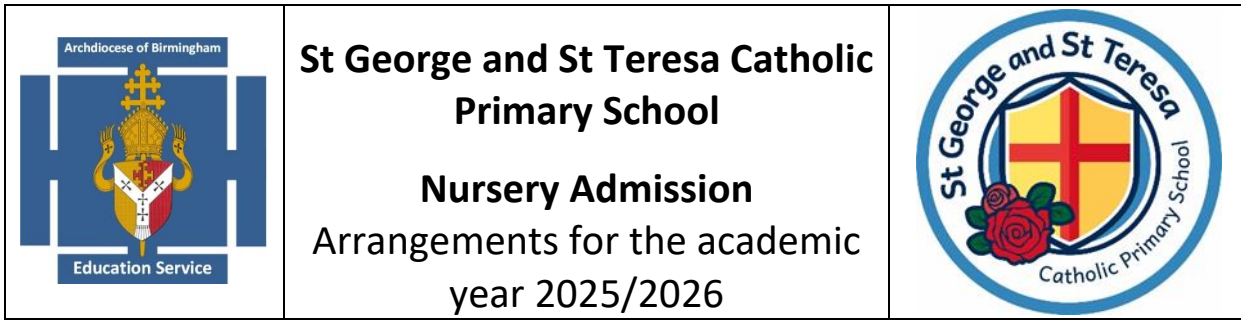 Archdiocese of Birmingham
Education Service
St George and St Teresa Catholic
Primary School
Nursery Admission
Arrangements for the academic
year 2025/2026
St George and St Teresa
Catholic Primary School